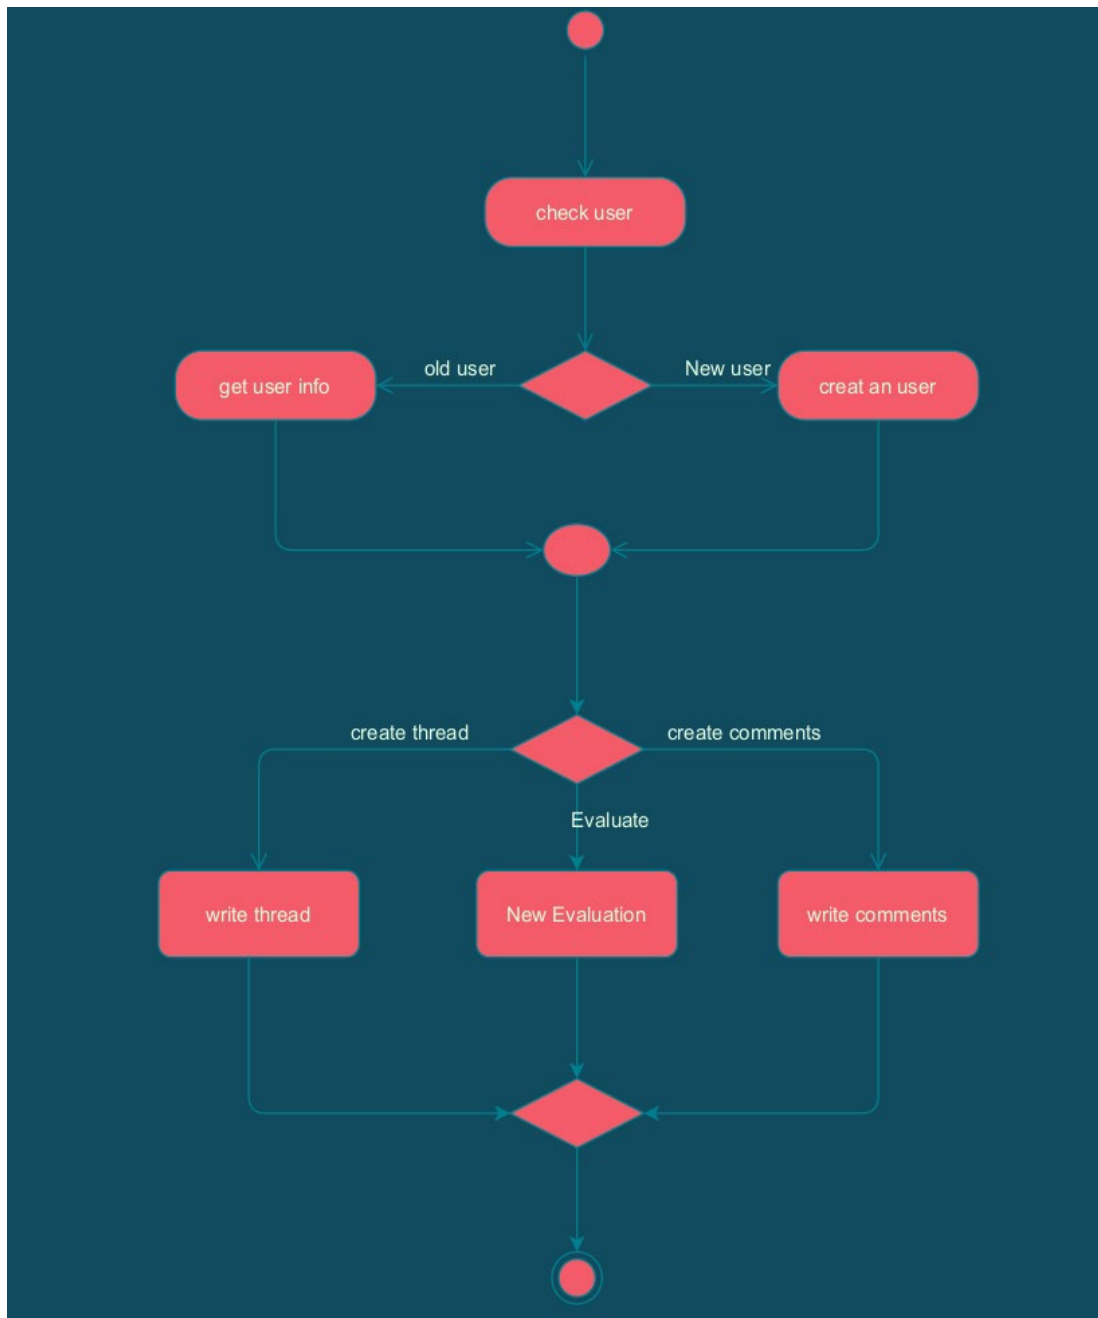 check user
old user
New user
get user info
creat an user
create thread
create comments
Evaluate
write thread
New Evaluation
write comments